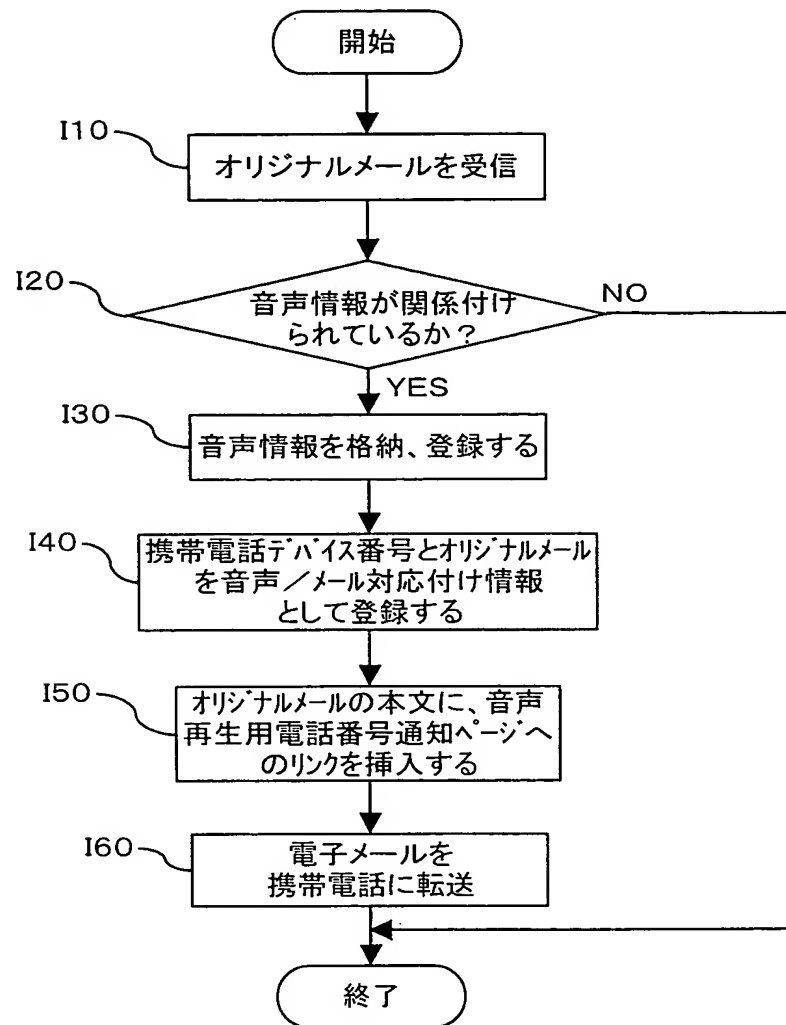 開始
I10
オリジナルメールを受信
I20
音声情報が関係付け
られているか？
NO
YES
I30
音声情報を格納、登録する
I40
携帯電話ﾃﾞﾊﾞｲｽ番号とｵﾘｼﾞﾅﾙﾒｰﾙ
を音声／メール対応付け情報
として登録する
I50
ｵﾘｼﾞﾅﾙﾒｰﾙの本文に、音声
再生用電話番号通知ﾍﾟｰｼﾞへ
のﾘﾝｸを挿入する
I60
電子メールを
携帯電話に転送
終了